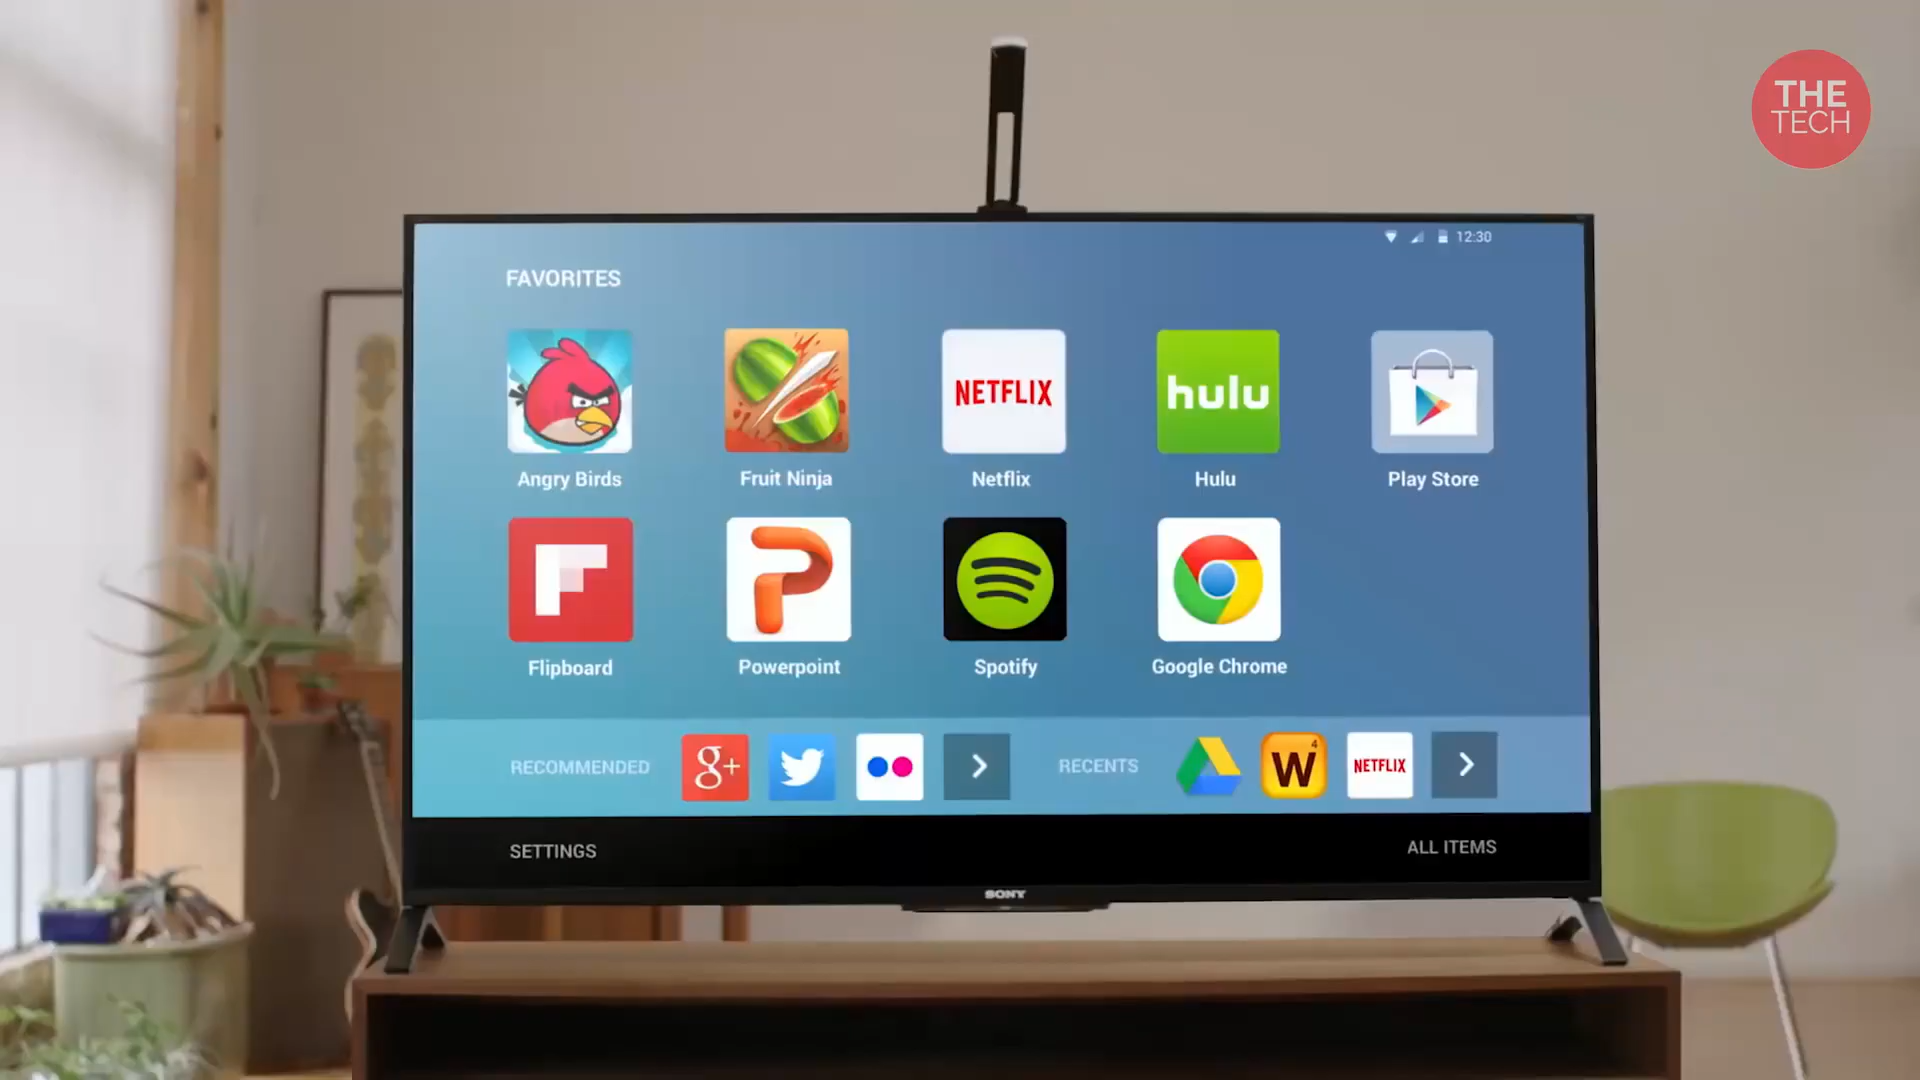 THE
TECH
12:30
FAVORITES
NETFLIX
hulu
Angry Birds
Fruit Ninja
Netflix
Hulu
Play Store
Flipboard
Powerpoint
Spotify
Google Chrome
RECOMMENDED
g+
RECENTS
W
4
NETFLIX
SETTINGS
ALL ITEMS
SONY